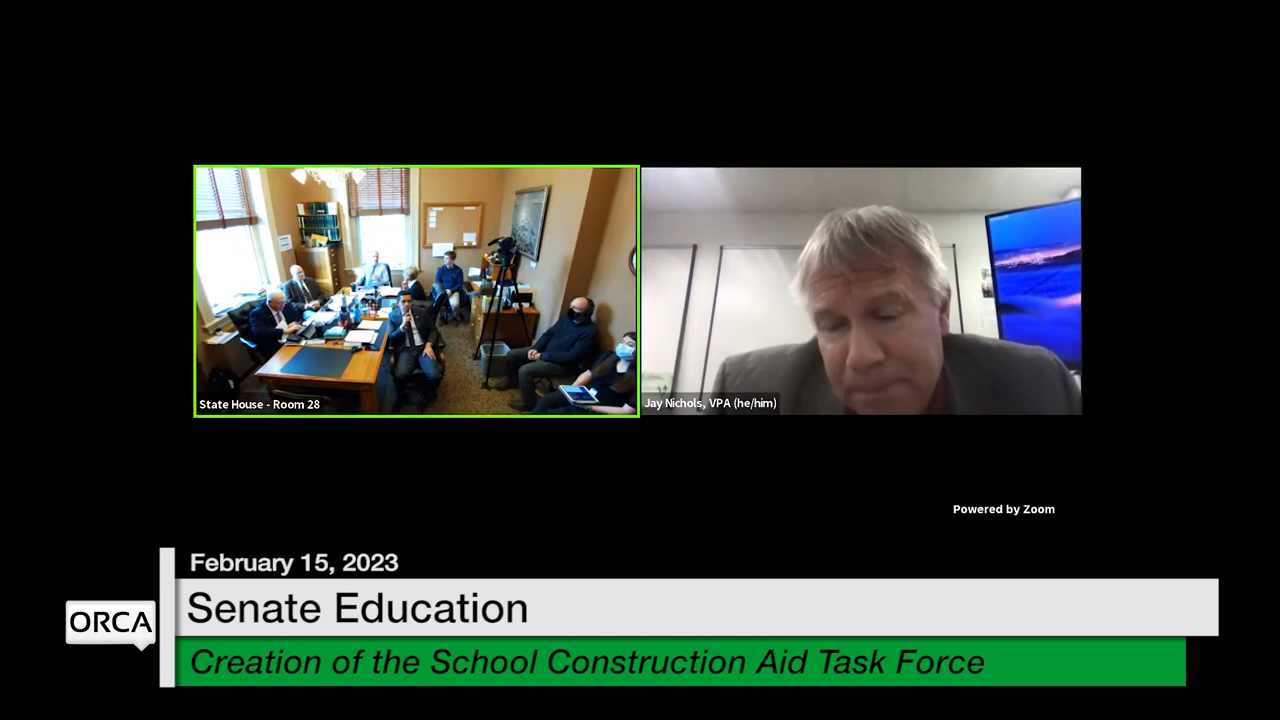 State House - Room 28
Jay Nichols, VPA (he/him)
Powered by Zoom
February 15, 2023
Senate Education
ORCA
Creation of the School Construction Aid Task Force